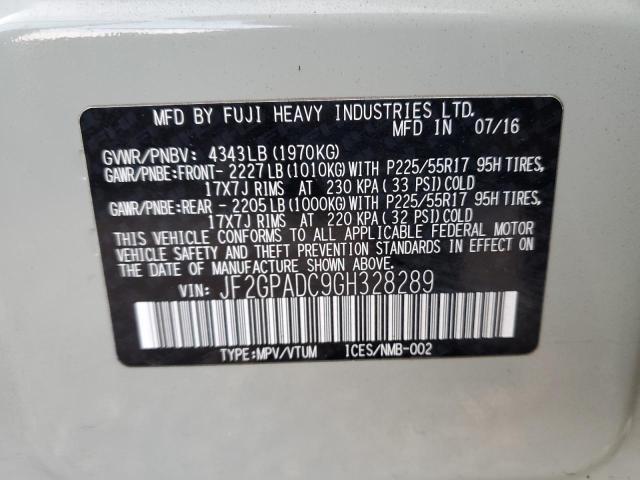 MFD BY FUJI HEAVY INDUSTRIES LTD.
MFD IN 07/16
GVWR/PNBV: 4343LB (1970KG)
GAWR/PNBE:FRONT- 2227LB (1010KG) WITH P225/55R17 95H TIRES,
17X7J RIMS AT 230 KPA (33 PSI) COLD
GAWR/PNBE:REAR - 2205LB (1000KG) WITH P225/55R17 95H TIRES,
17X7J RIMS AT 220 KPA (32 PSI) COLD
THIS VEHICLE CONFORMS TO ALL APPLICABLE FEDERAL MOTOR
VEHICLE SAFETY AND THEFT PREVENTION STANDARDS IN EFFECT ON
THE DATE OF MANUFACTURE SHOWN ABOVE.
VIN: JF2GPADC9GH328289
TYPE:MPV/VTUM ICES/NMB-002